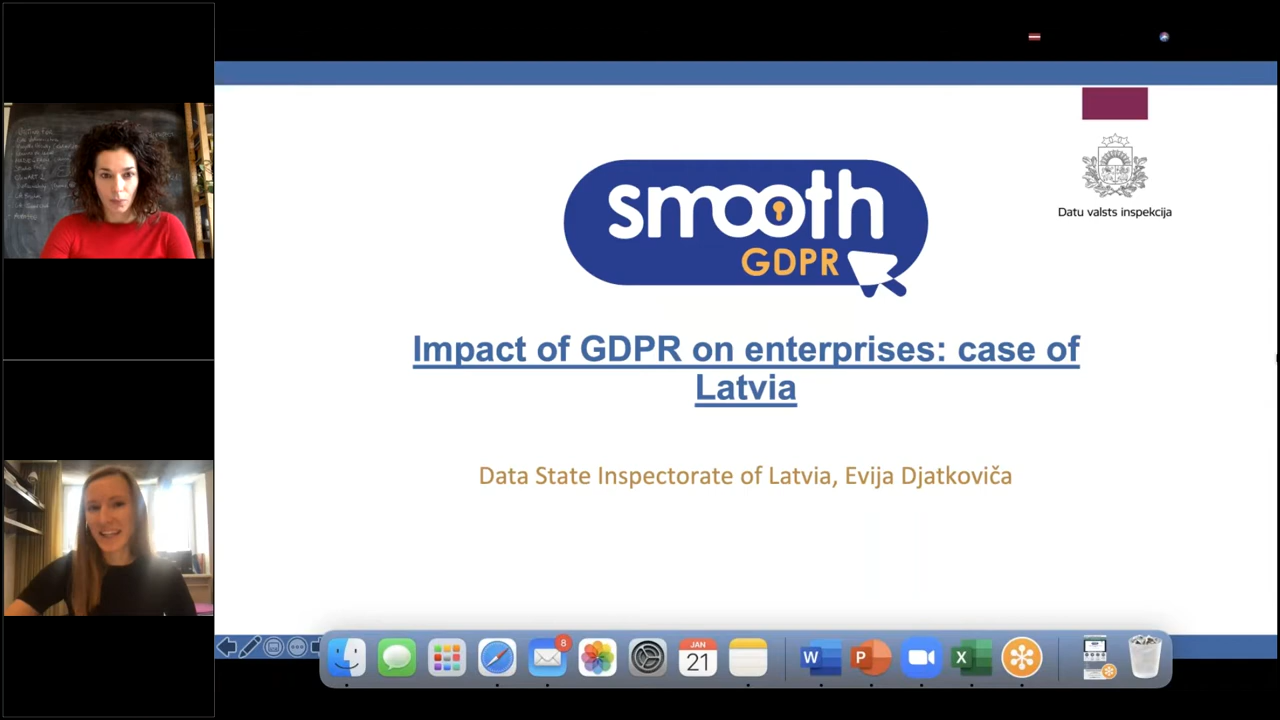 Datu valsts inspekcija
smooth
GDPR
Impact of GDPR on enterprises: case of
Latvia
Data State Inspectorate of Latvia, Evija Djatkoviča
8
JAN
21
W
P
X